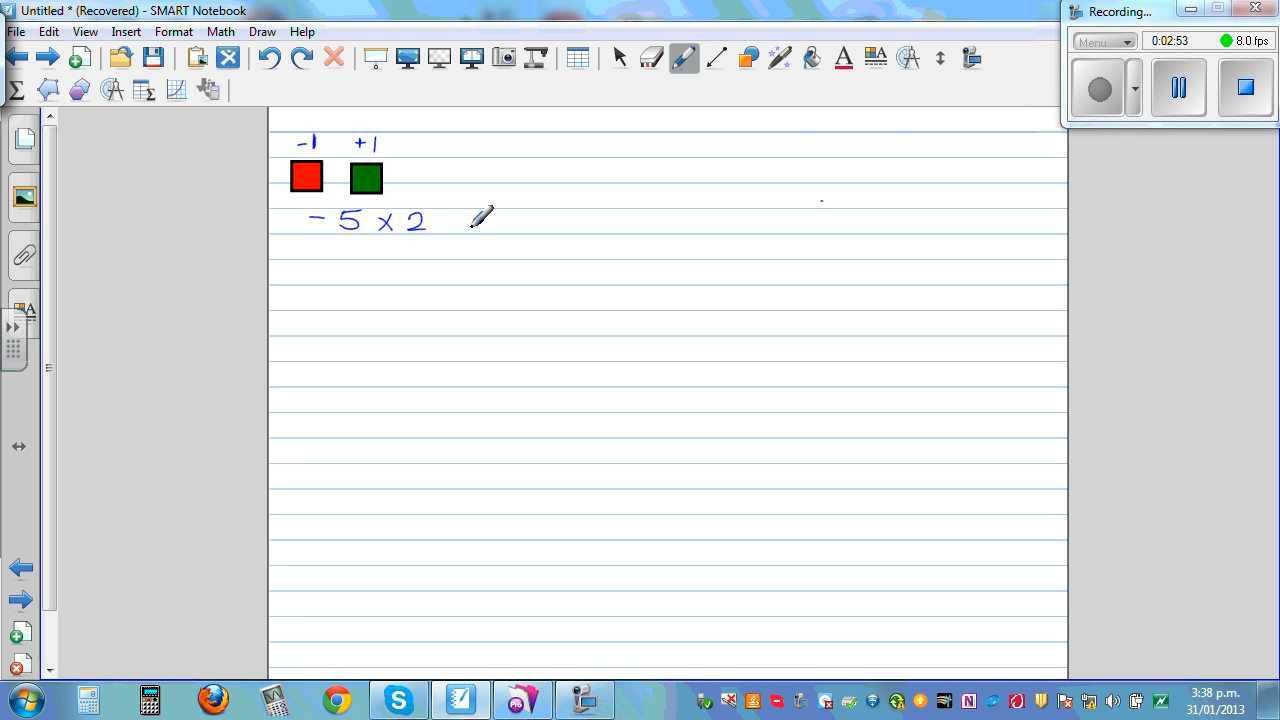 Untitled * (Recovered) - SMART Notebook
File Edit View Insert Format Math Draw Help
Recording...
Menu 0:02:53 8.0 fps
-1 +1
-5 x 2
3:38 p.m.
31/01/2013